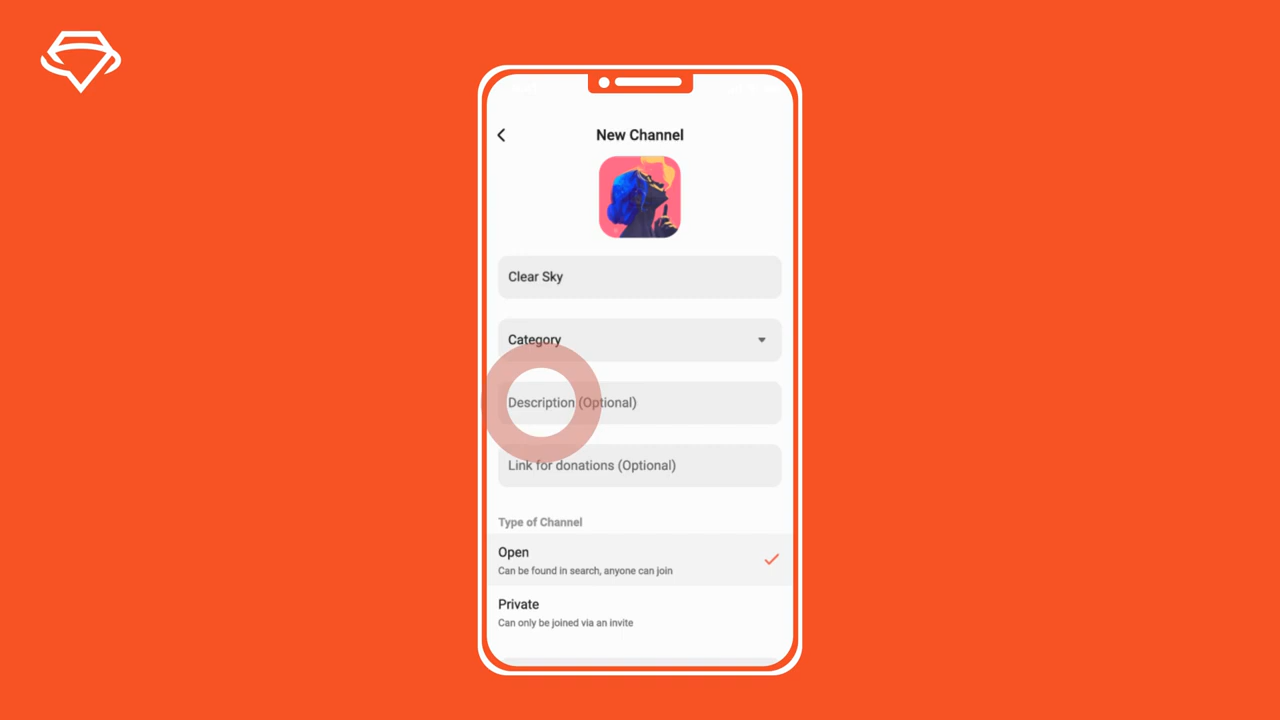 New Channel
Clear Sky
Category
Description (Optional)
Link for donations (Optional)
Type of Channel
Open
Can be found in search, anyone can join
Private
Can only be joined via an invite